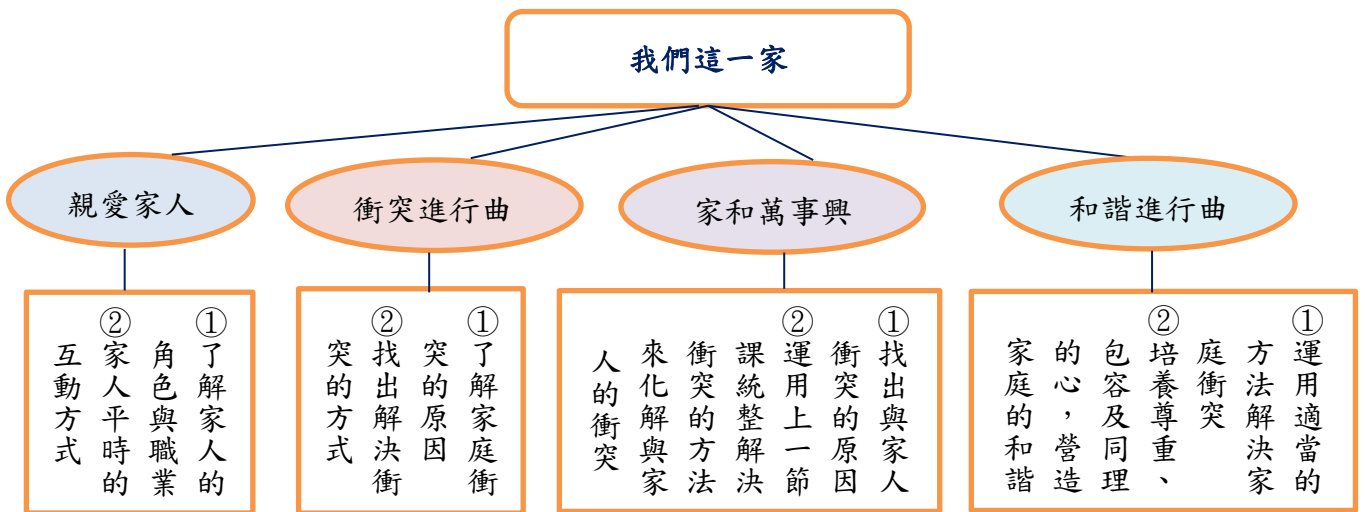 我們這一家
親愛家人
衝突進行曲
家和萬事興
和諧進行曲
①了解家人的
角色與職業
②家人平時的
互動方式
①了解家庭衝
突的原因
②找出解決衝
突的方式
①找出與家人
衝突的原因
②運用上一節
課統整解決
衝突的方法
來化解與家
人的衝突
①運用適當的
方法解決家
庭衝突
②培養尊重、
包容及同理
的心，營造
家庭的和諧